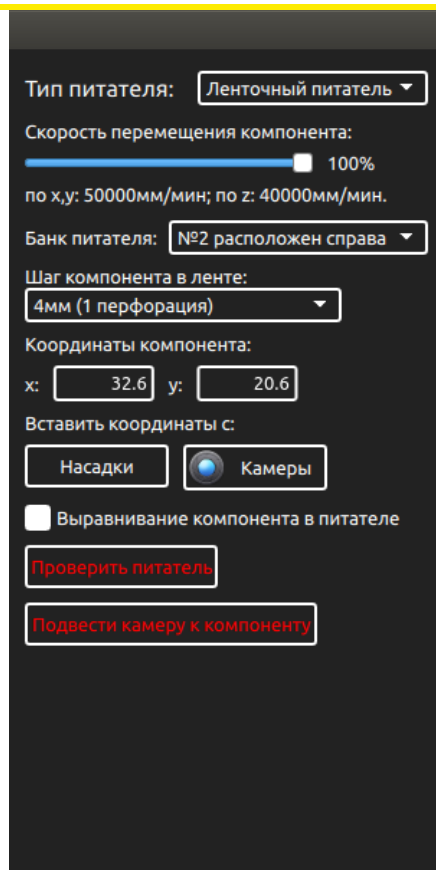 Тип питателя: Ленточный питатель
Скорость перемещения компонента:
100%
по x,y: 50000мм/мин; по z: 40000мм/мин.
Банк питателя: №2 расположен справа
Шаг компонента в ленте:
4мм (1 перфорация)
Координаты компонента:
x: 32.6 y: 20.6
Вставить координаты с:
Насадки Камеры
Выравнивание компонента в питателе
Проверить питатель
Подвести камеру к компоненту